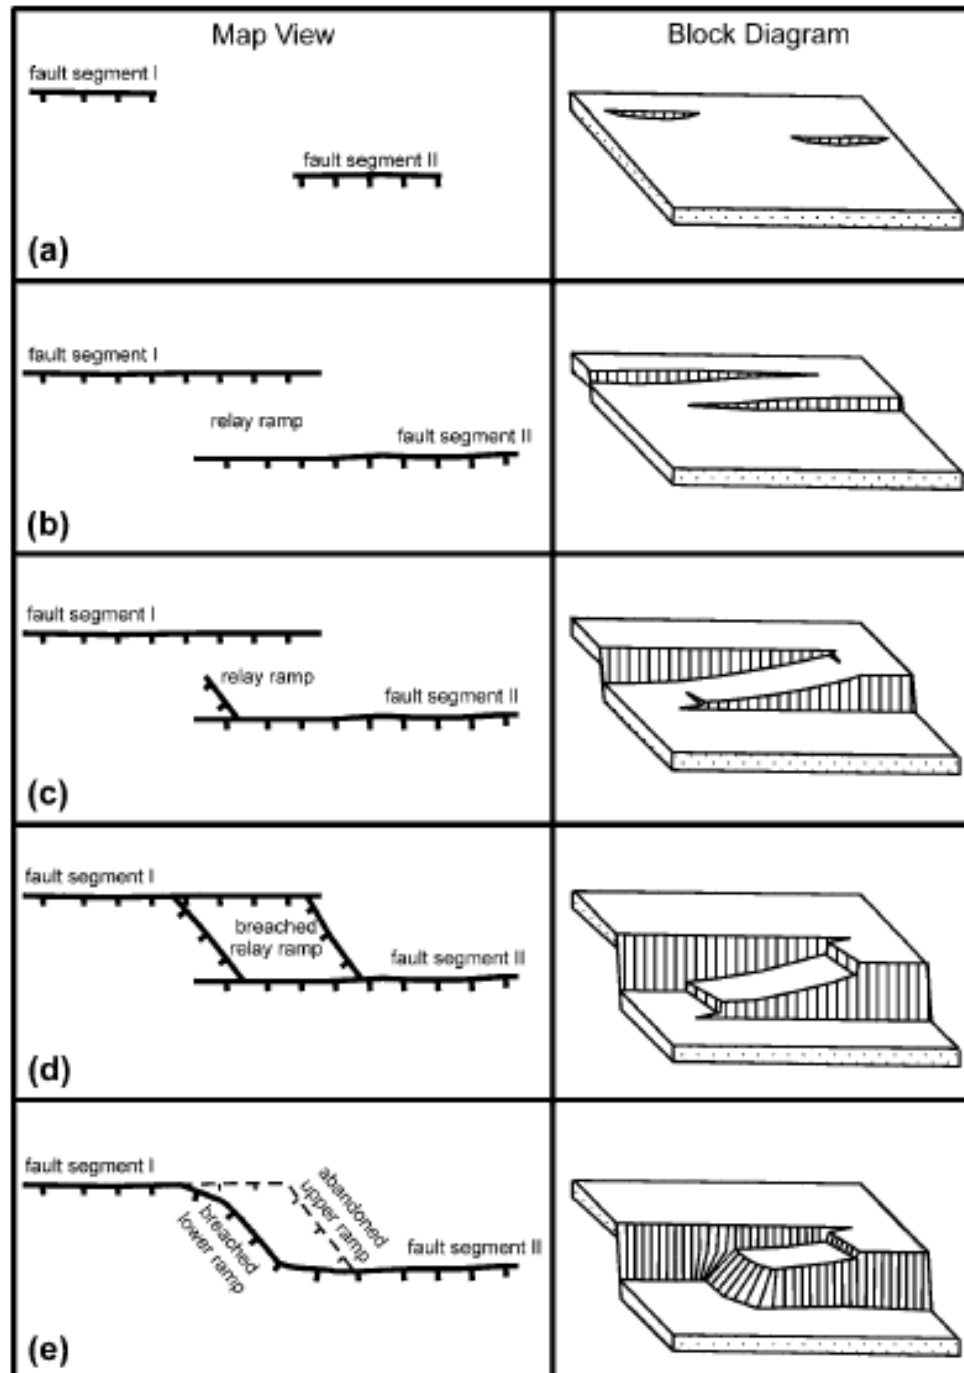 Map View
Block Diagram
fault segment I
fault segment II
(a)
fault segment I
relay ramp
fault segment II
(b)
fault segment I
relay ramp
fault segment II
(c)
fault segment I
breached
relay ramp
fault segment II
(d)
fault segment I
breached
lower ramp
abandoned
upper ramp
fault segment II
(e)